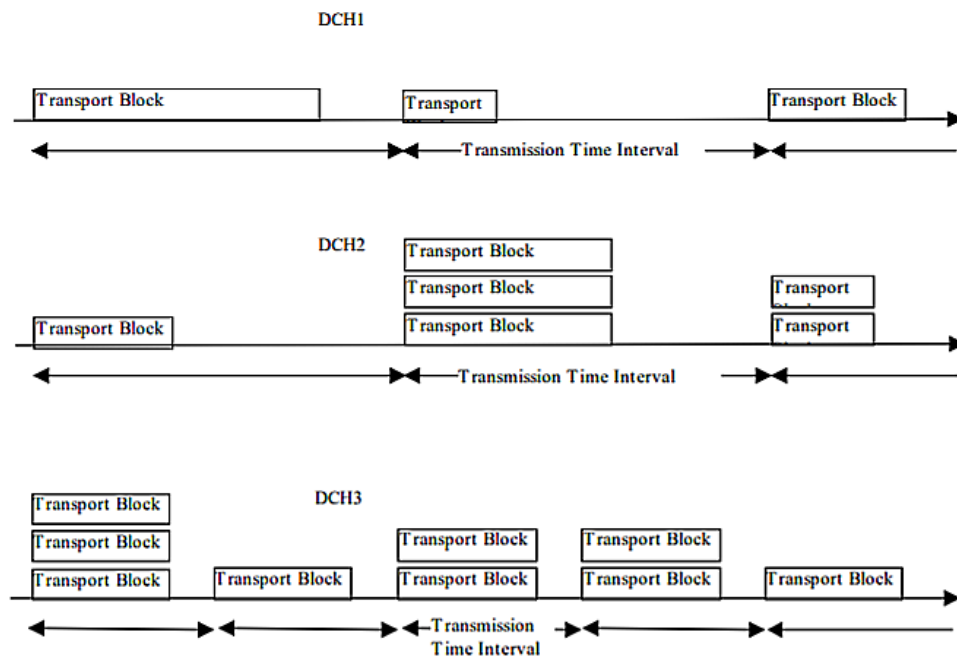 DCH1
Transport Block
Transport
Transport Block
Transmission Time Interval
DCH2
Transport Block
Transport Block
Transport Block
Transport Block
Transport
Transport
Transmission Time Interval
DCH3
Transport Block
Transport Block
Transport Block
Transport Block
Transport Block
Transport Block
Transport Block
Transport Block
Transport Block
Transmission
Time Interval